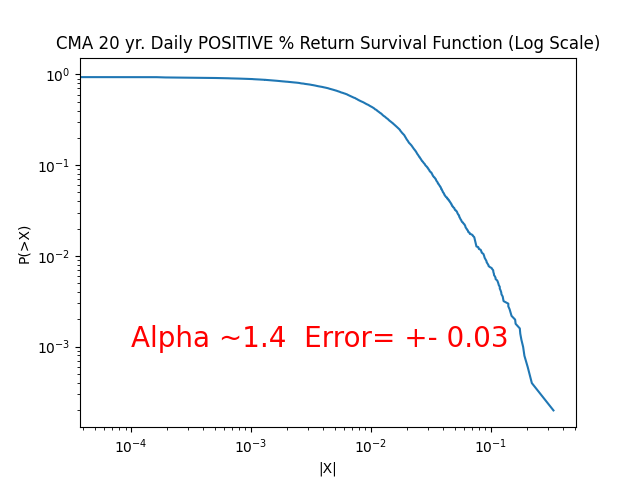 CMA 20 yr. Daily POSITIVE % Return Survival Function (Log Scale)
10⁰
10⁻¹
10⁻²
10⁻³
P(>X)
Alpha ~1.4 Error= +- 0.03
10⁻⁴
10⁻³
10⁻²
10⁻¹
|X|